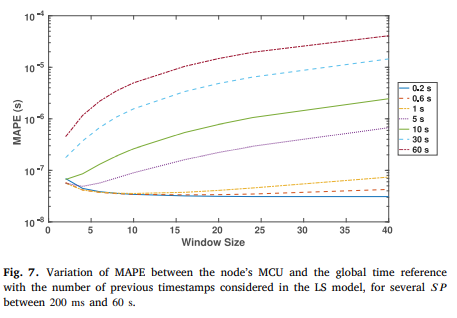 10⁻⁴
10⁻⁵
10⁻⁶
10⁻⁷
10⁻⁸
MAPE (s)
0 5 10 15 20 25 30 35 40
Window Size
0.2 s
0.6 s
1 s
5 s
10 s
30 s
60 s
Fig. 7. Variation of MAPE between the node's MCU and the global time reference
with the number of previous timestamps considered in the LS model, for several SP
between 200 ms and 60 s.